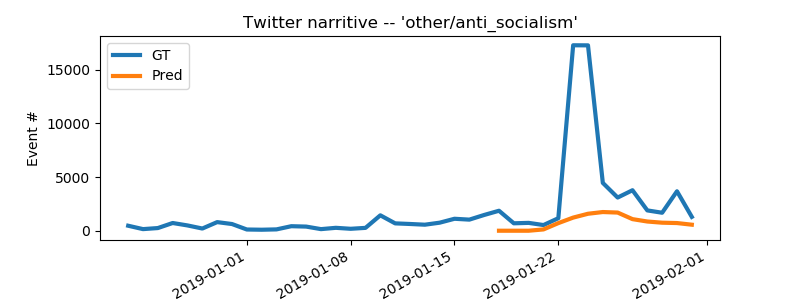 Twitter narritive -- 'other/anti_socialism'
GT
Pred
Event #
15000
10000
5000
0
2019-01-01
2019-01-08
2019-01-15
2019-01-22
2019-02-01